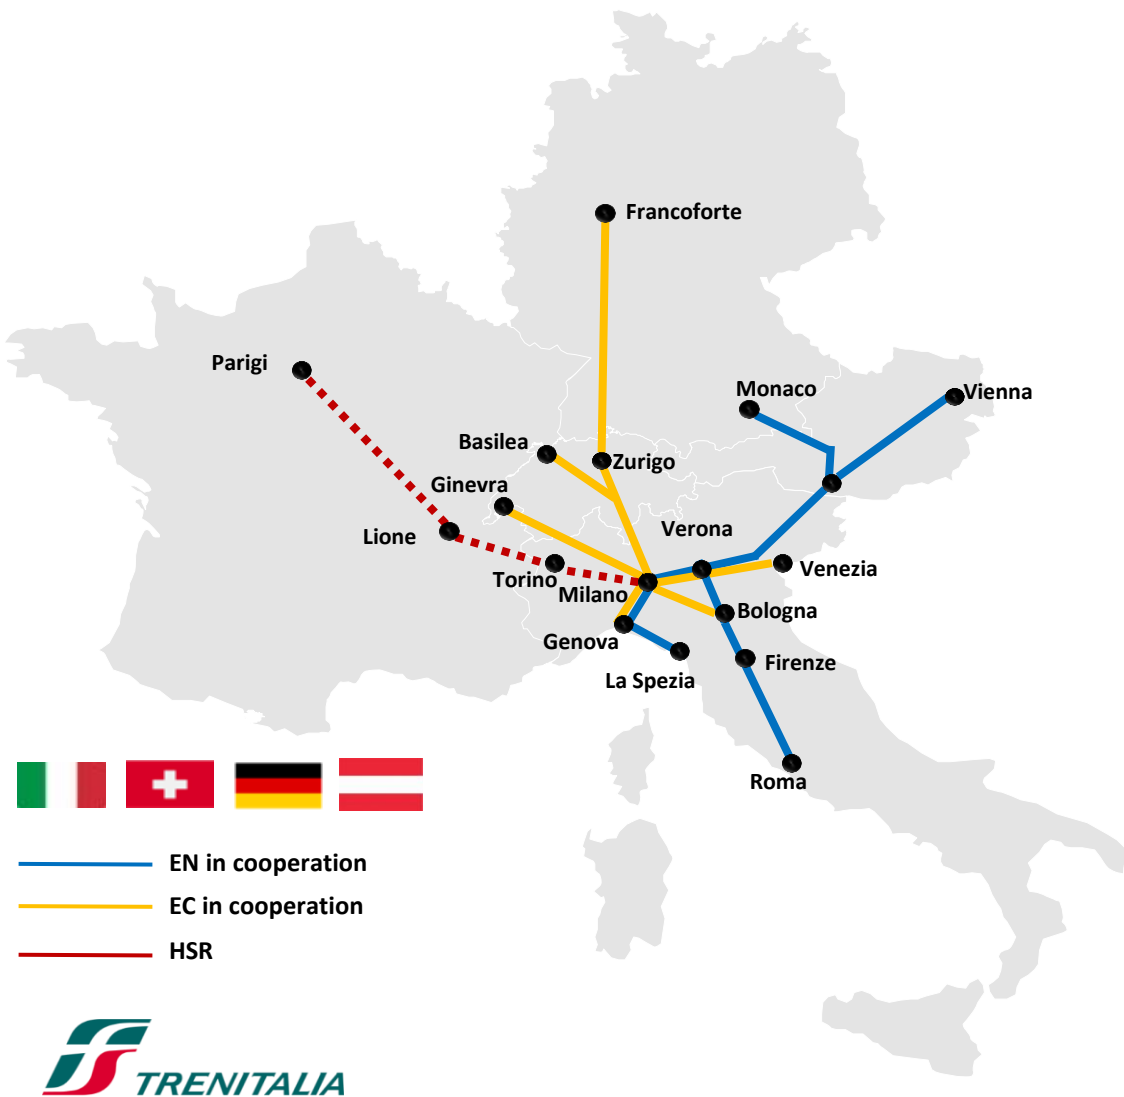 Francoforte
Parigi
Monaco
Vienna
Basilea
Zurigo
Ginevra
Verona
Lione
Venezia
Torino
Milano
Bologna
Genova
Firenze
La Spezia
Roma
EN in cooperation
EC in cooperation
HSR
TRENITALIA